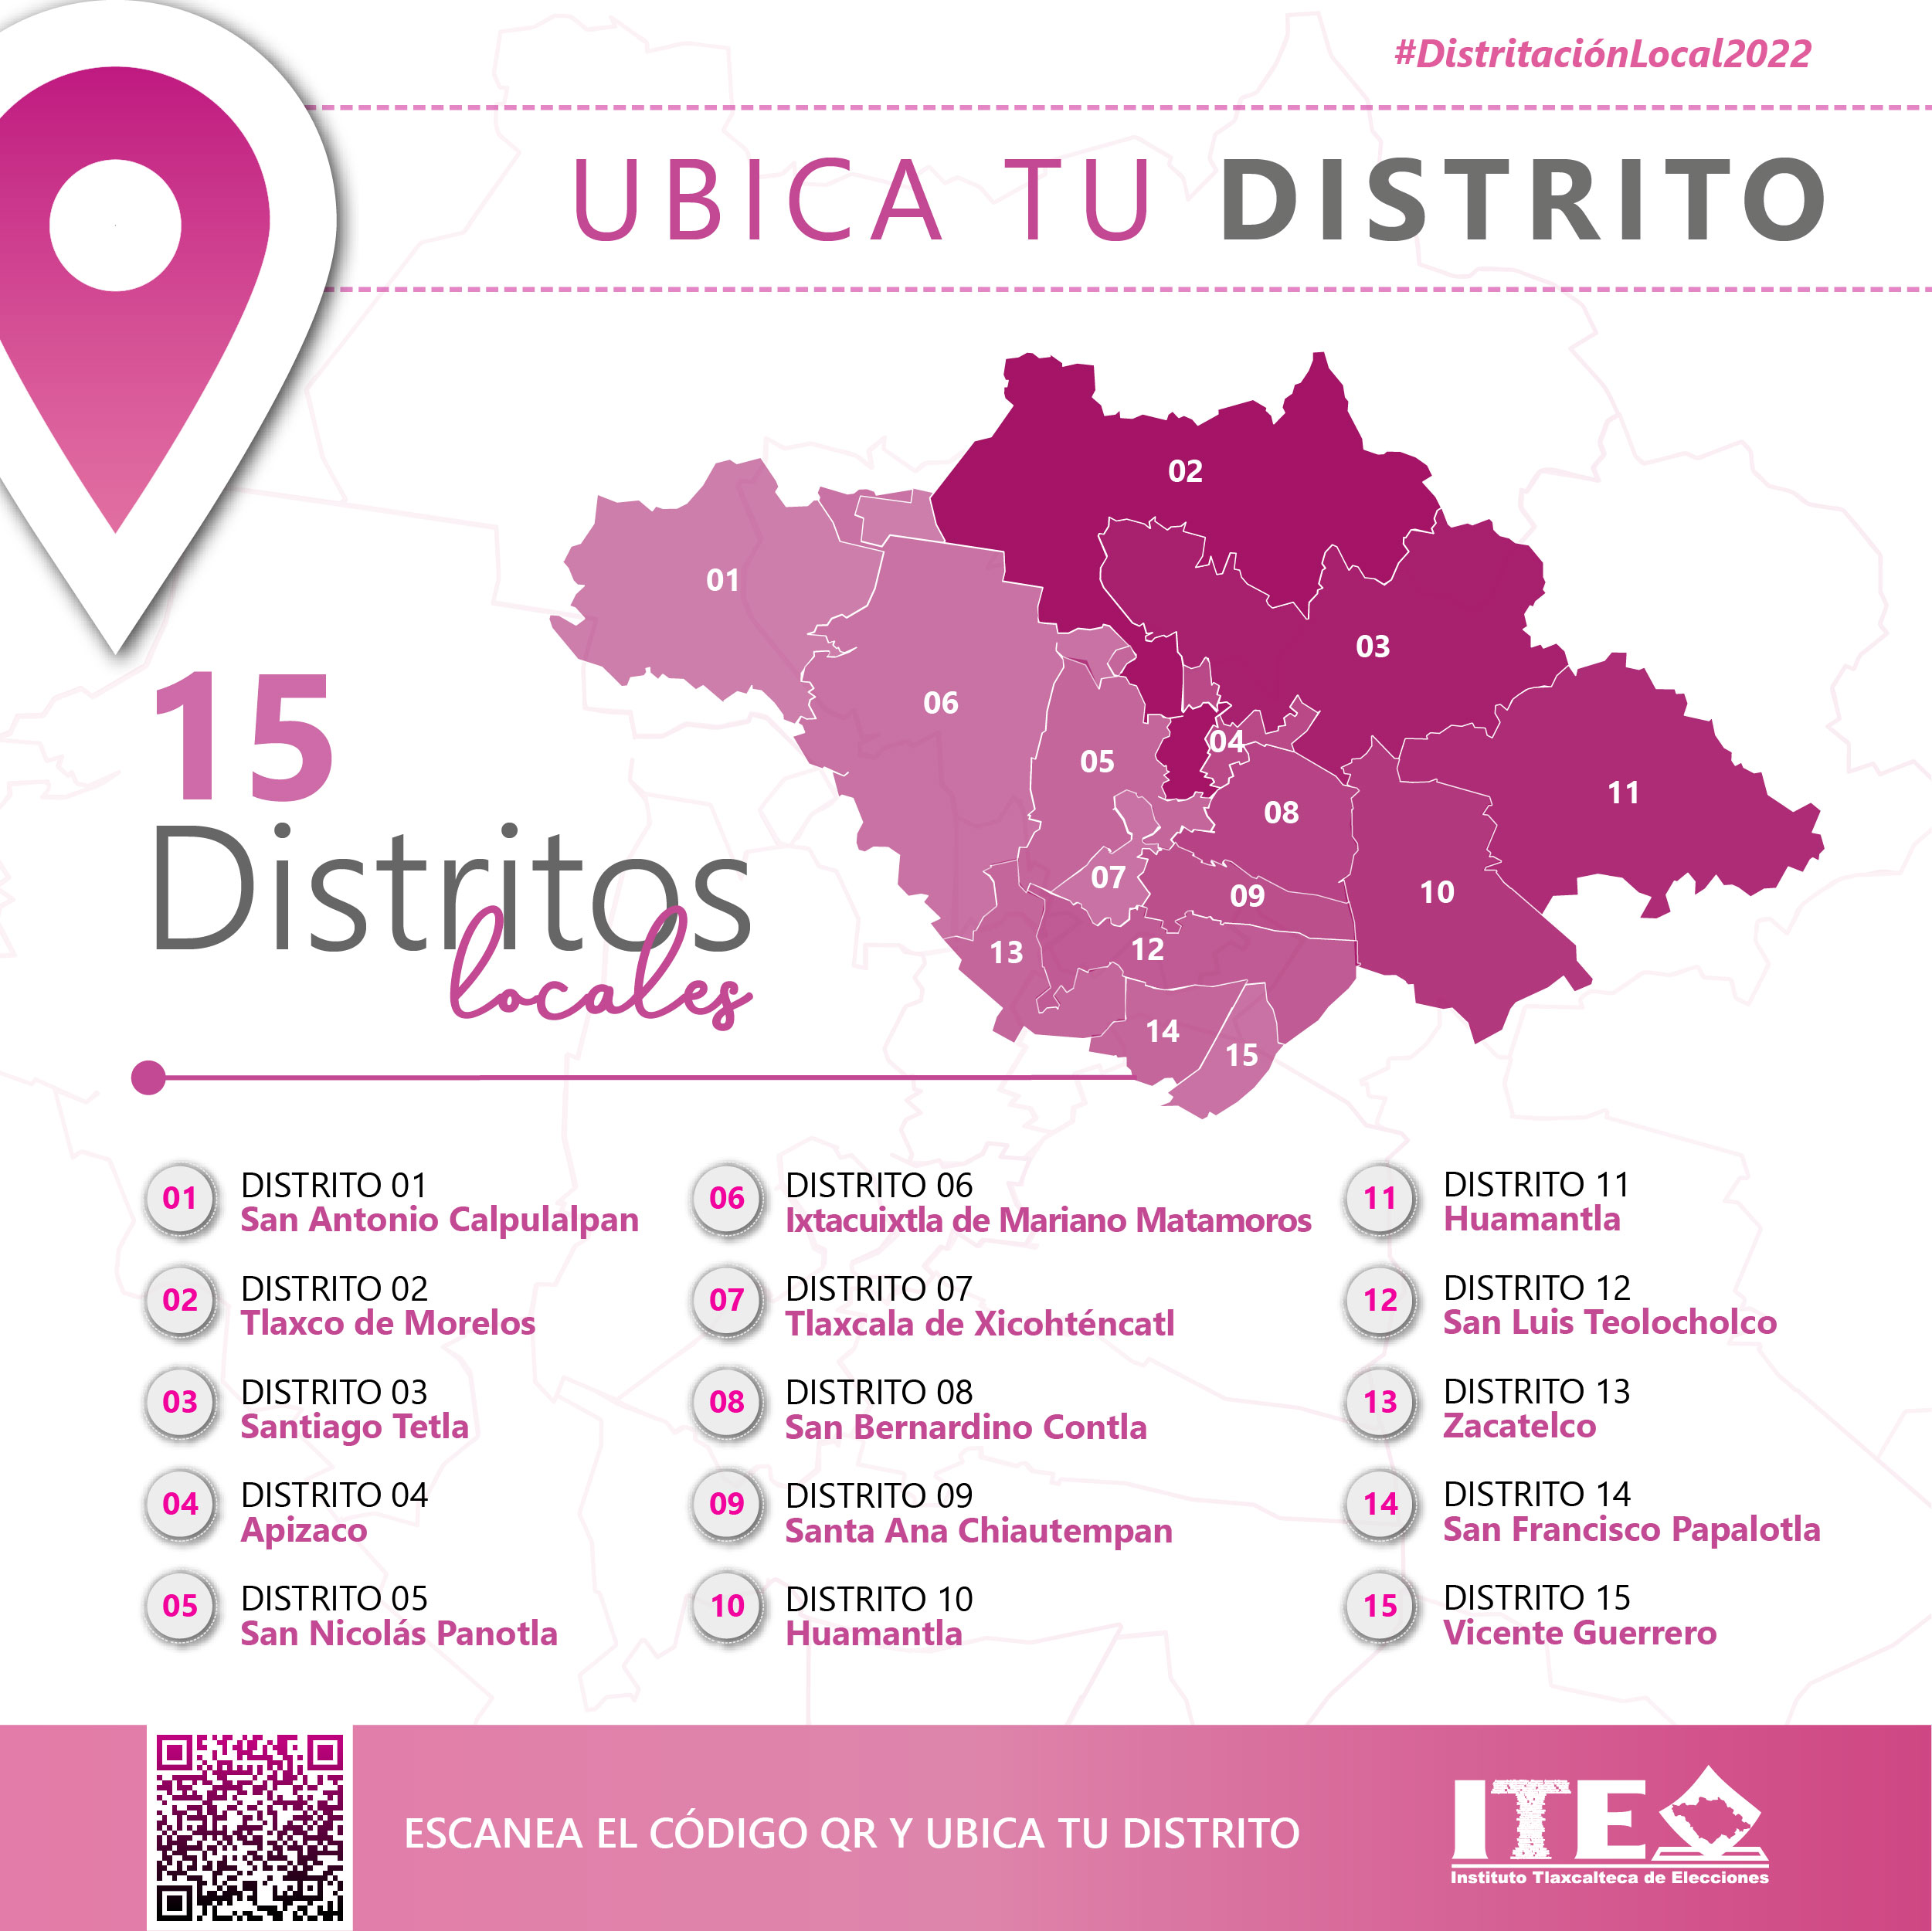 #DistritaciónLocal2022
UBICA TU DISTRITO
02
01
03
06
04
05
11
08
07
09
10
12
13
14
15
15
Distritos
locales
01
DISTRITO 01
San Antonio Calpulalpan
02
DISTRITO 02
Tlaxco de Morelos
03
DISTRITO 03
Santiago Tetla
04
DISTRITO 04
Apizaco
05
DISTRITO 05
San Nicolás Panotla
06
DISTRITO 06
Ixtacuixtla de Mariano Matamoros
07
DISTRITO 07
Tlaxcala de Xicohténcatl
08
DISTRITO 08
San Bernardino Contla
09
DISTRITO 09
Santa Ana Chiautempan
10
DISTRITO 10
Huamantla
11
DISTRITO 11
Huamantla
12
DISTRITO 12
San Luis Teolocholco
13
DISTRITO 13
Zacatelco
14
DISTRITO 14
San Francisco Papalotla
15
DISTRITO 15
Vicente Guerrero
ESCANEA EL CÓDIGO QR Y UBICA TU DISTRITO
ITE
Instituto Tlaxcalteca de Elecciones